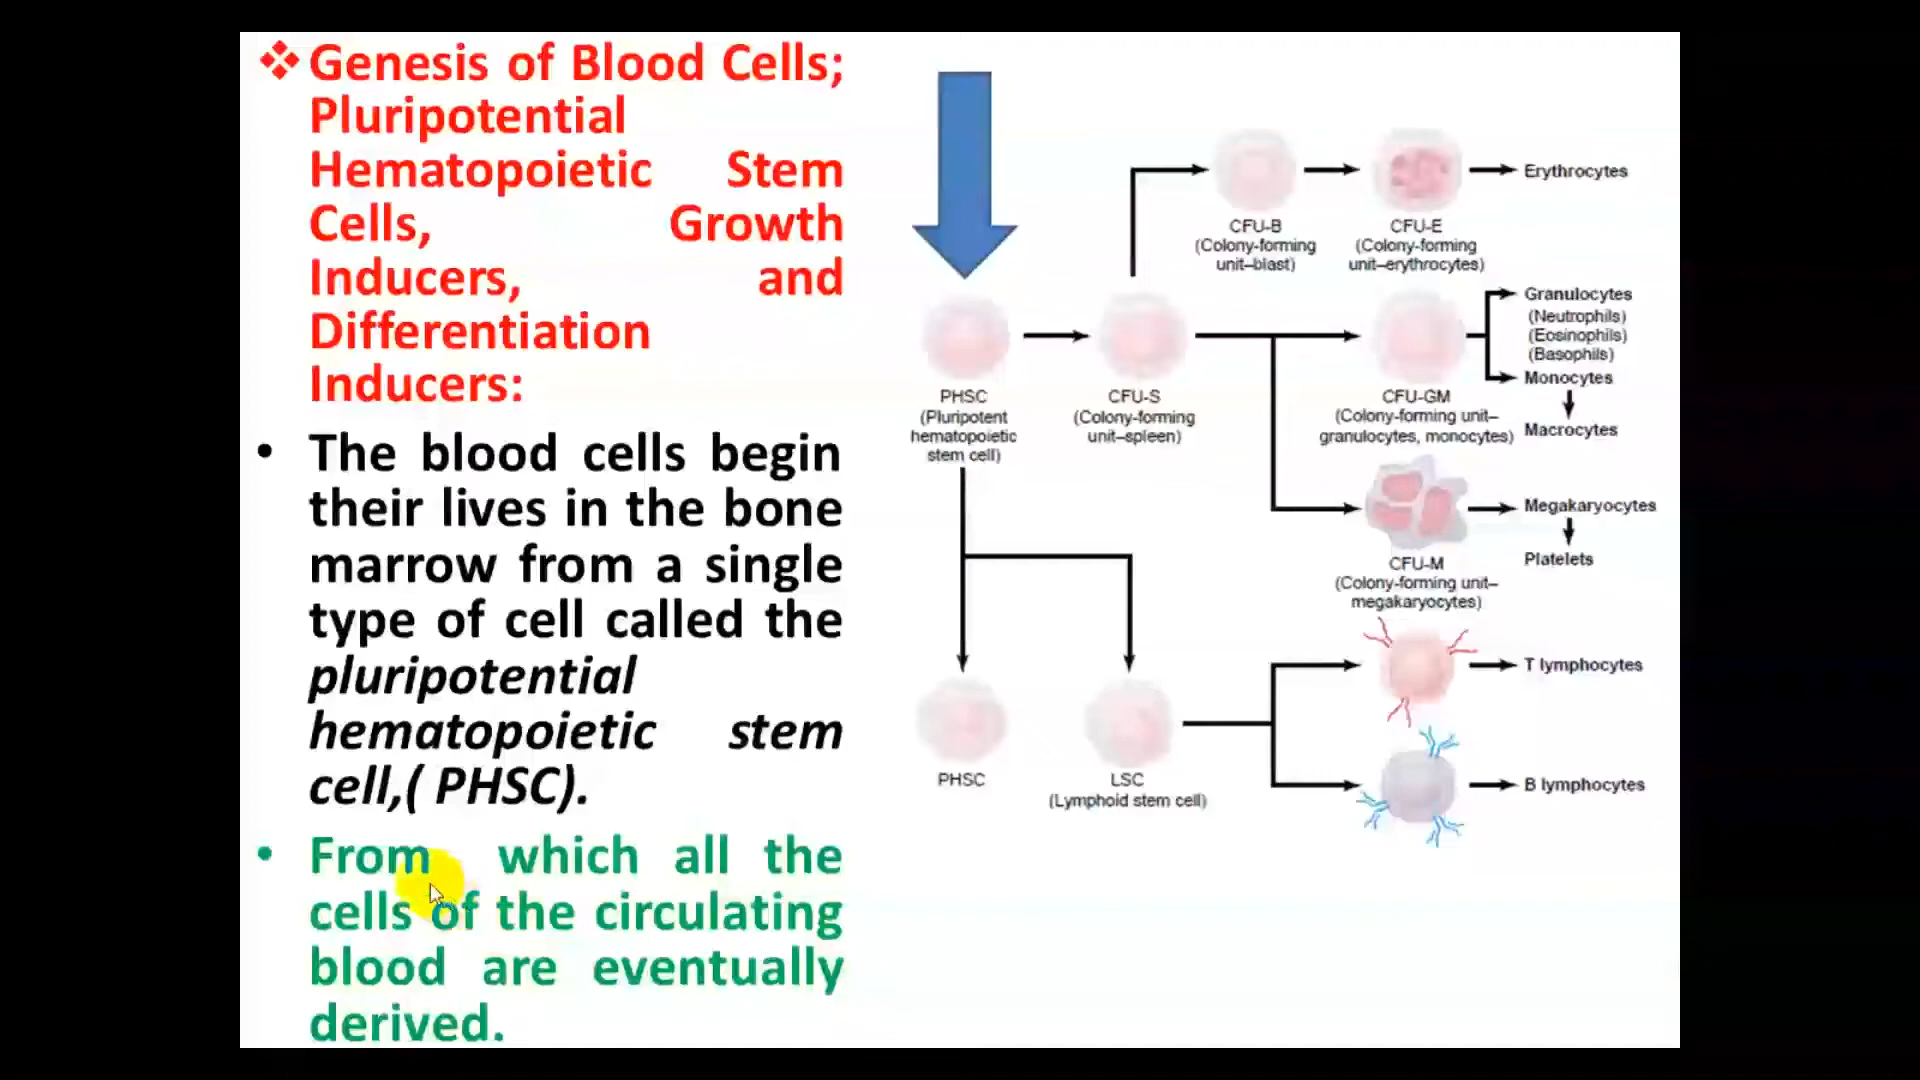 ❖ Genesis of Blood Cells;
Pluripotential
Hematopoietic Stem
Cells, Growth
Inducers, and
Differentiation
Inducers:
• The blood cells begin
their lives in the bone
marrow from a single
type of cell called the
pluripotential
hematopoietic stem
cell,( PHSC).
• From which all the
cells of the circulating
blood are eventually
derived.
CFU-B
(Colony-forming
unit–blast)
CFU-E
(Colony-forming
unit–erythrocytes)
Erythrocytes
PHSC
(Pluripotent
hematopoietic
stem cell)
CFU-S
(Colony-forming
unit–spleen)
CFU-GM
(Colony-forming unit–
granulocytes, monocytes)
Granulocytes
(Neutrophils)
(Eosinophils)
(Basophils)
Monocytes
Macrocytes
CFU-M
(Colony-forming unit–
megakaryocytes)
Megakaryocytes
Platelets
PHSC
LSC
(Lymphoid stem cell)
T lymphocytes
B lymphocytes